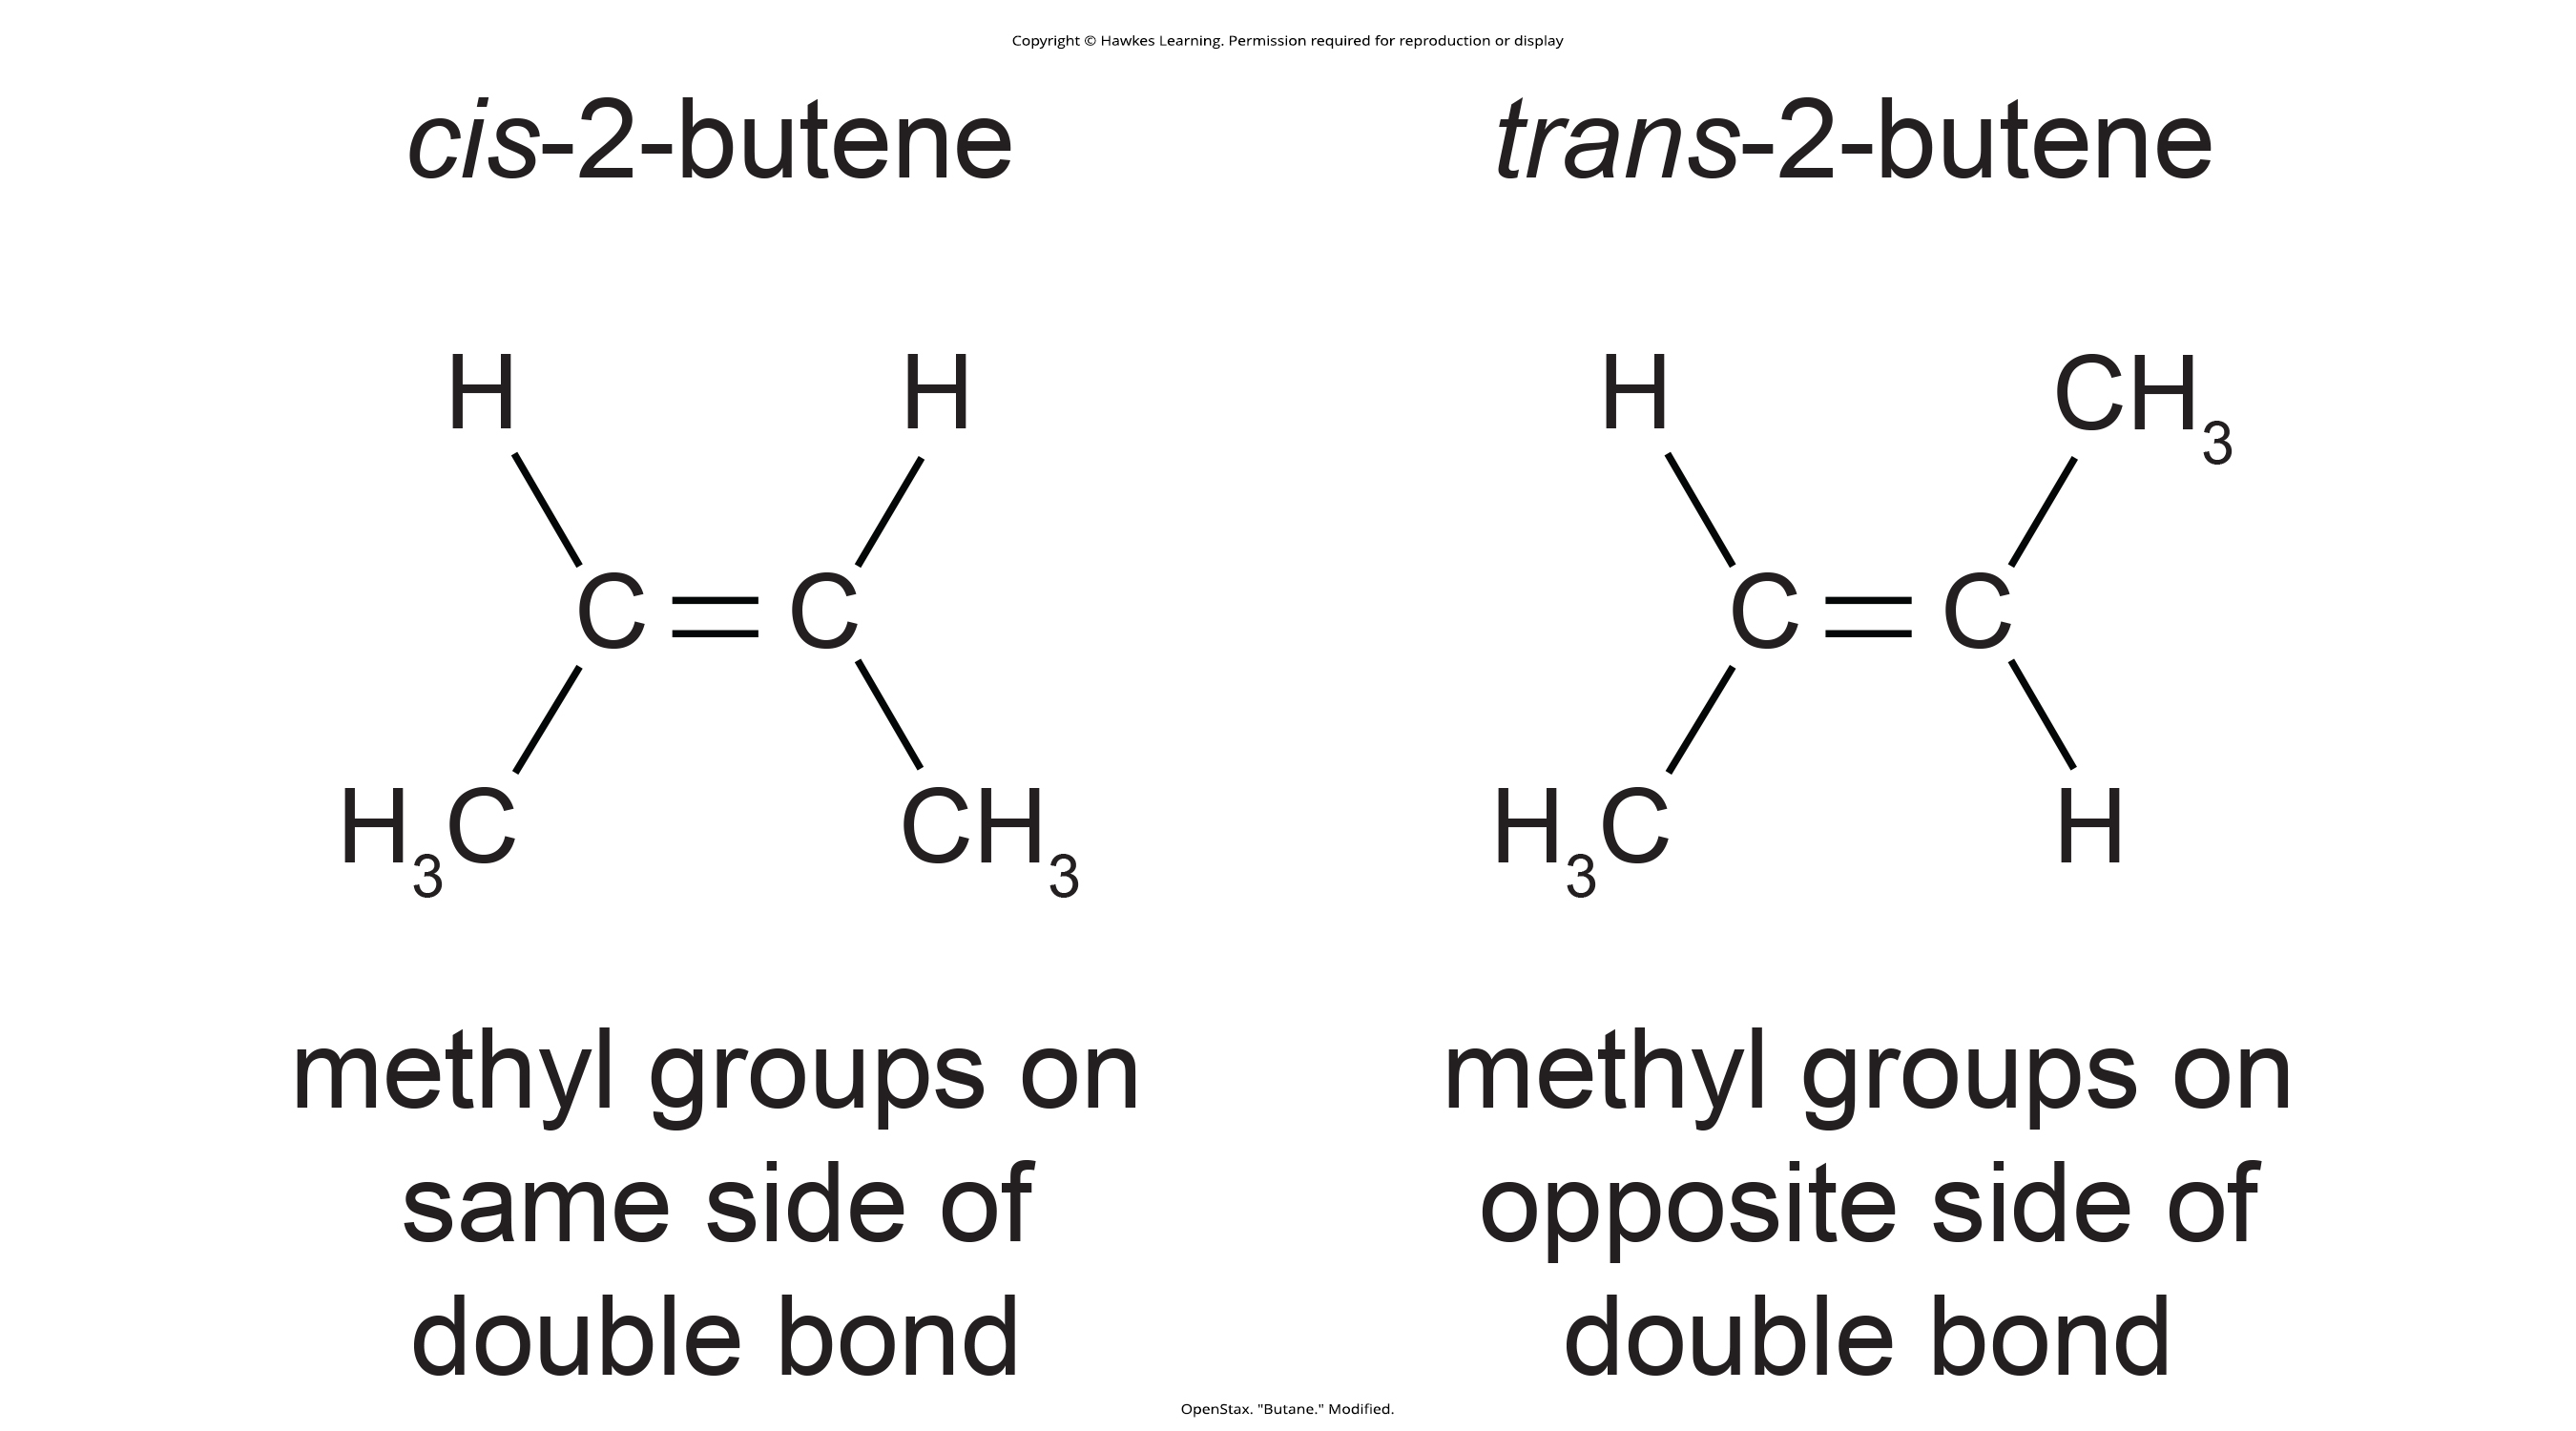 Copyright © Hawkes Learning. Permission required for reproduction or display
cis-2-butene
H H
C = C
H₃C CH₃
methyl groups on
same side of
double bond
trans-2-butene
H CH₃
C = C
H₃C H
methyl groups on
opposite side of
double bond
OpenStax. "Butane." Modified.